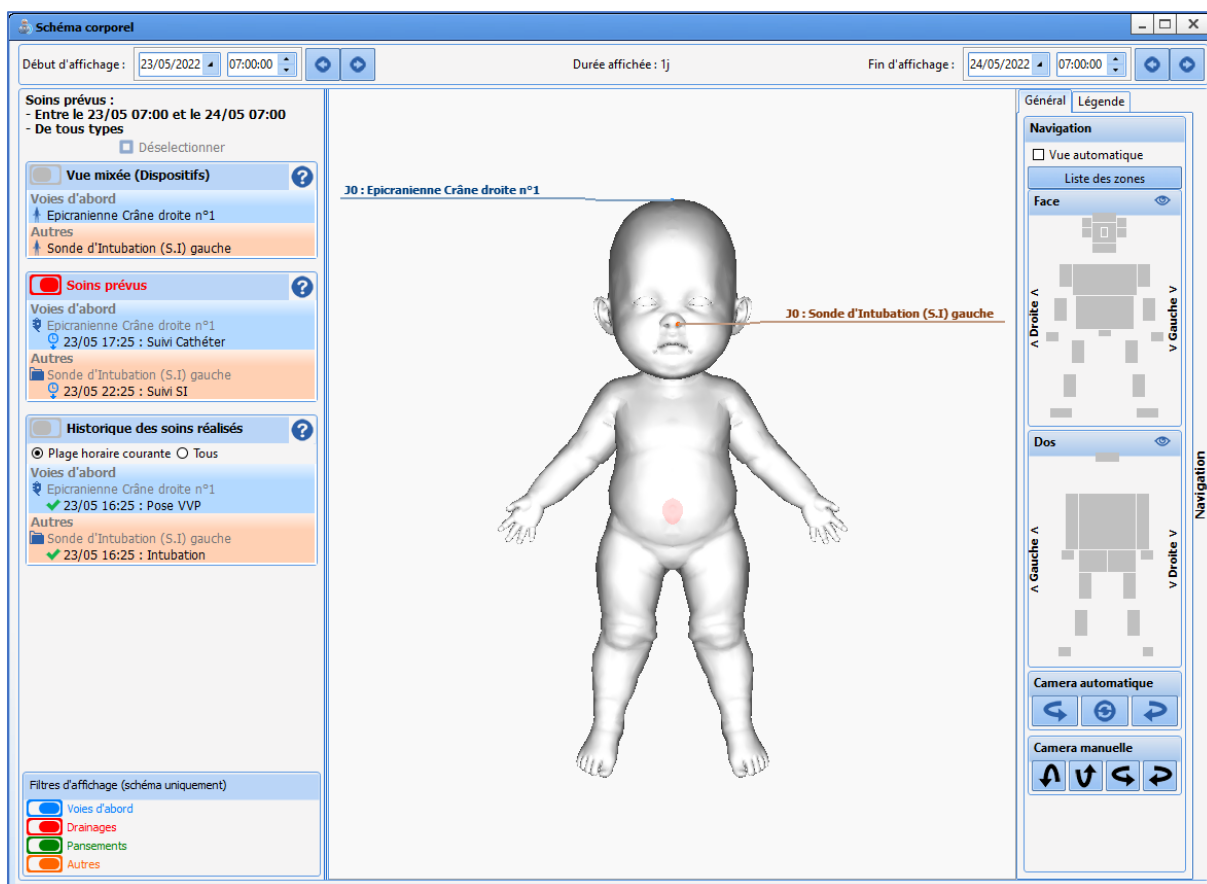 Schéma corporel
Début d'affichage : 23/05/2022 07:00:00 Durée affichée : 1j Fin d'affichage : 24/05/2022 07:00:00
Soins prévus :
- Entre le 23/05 07:00 et le 24/05 07:00
- De tous types
Déselectionner
Vue mixée (Dispositifs) ?
Voies d'abord
Epicranienne Crâne droite n°1
Autres
Sonde d'Intubation (S.I) gauche
Soins prévus ?
Voies d'abord
Epicranienne Crâne droite n°1
23/05 17:25 : Suivi Cathéter
Autres
Sonde d'Intubation (S.I) gauche
23/05 22:25 : Suivi SI
Historique des soins réalisés ?
Plage horaire courante Tous
Voies d'abord
Epicranienne Crâne droite n°1
23/05 16:25 : Pose VVP
Autres
Sonde d'Intubation (S.I) gauche
23/05 16:25 : Intubation
Filtres d'affichage (schéma uniquement)
Voies d'abord
Drainages
Pansements
Autres
J0 : Epicranienne Crâne droite n°1
J0 : Sonde d'Intubation (S.I) gauche
Général Légende
Navigation
Vue automatique
Liste des zones
Face
< Droite >
< Gauche >
Dos
< Gauche >
< Droite >
Camera automatique
Camera manuelle
Navigation